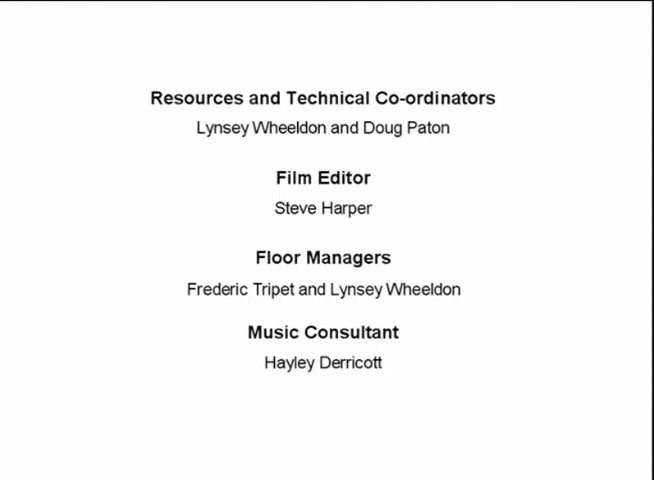 Resources and Technical Co-ordinators
Lynsey Wheeldon and Doug Paton
Film Editor
Steve Harper
Floor Managers
Frederic Tripet and Lynsey Wheeldon
Music Consultant
Hayley Derricott